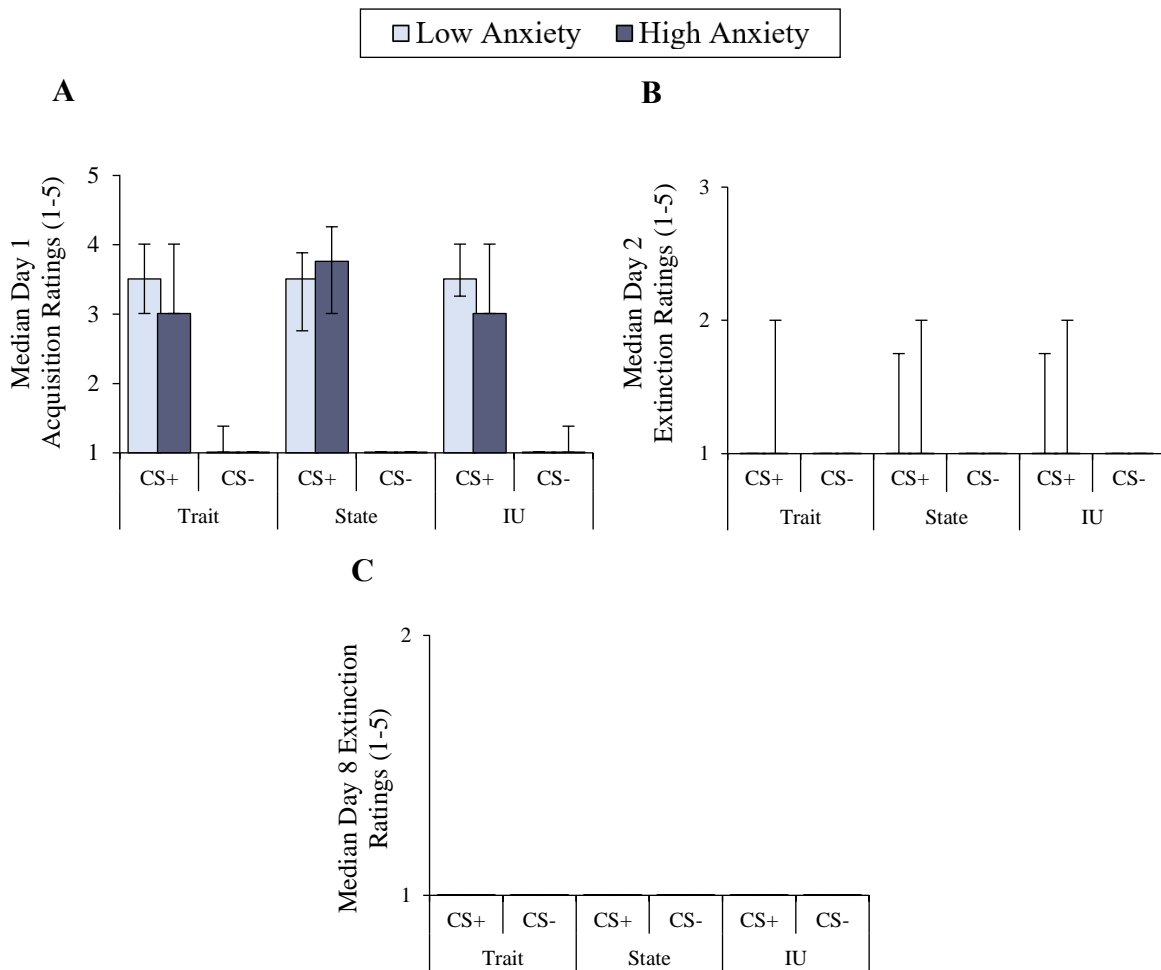 Low Anxiety High Anxiety
A
Median Day 1
Acquisition Ratings (1-5)
5
4
3
2
1
CS+ CS- CS+ CS- CS+ CS-
Trait State IU
B
Median Day 2
Extinction Ratings (1-5)
3
2
1
CS+ CS- CS+ CS- CS+ CS-
Trait State IU
C
Median Day 8 Extinction
Ratings (1-5)
2
1
CS+ CS- CS+ CS- CS+ CS-
Trait State IU